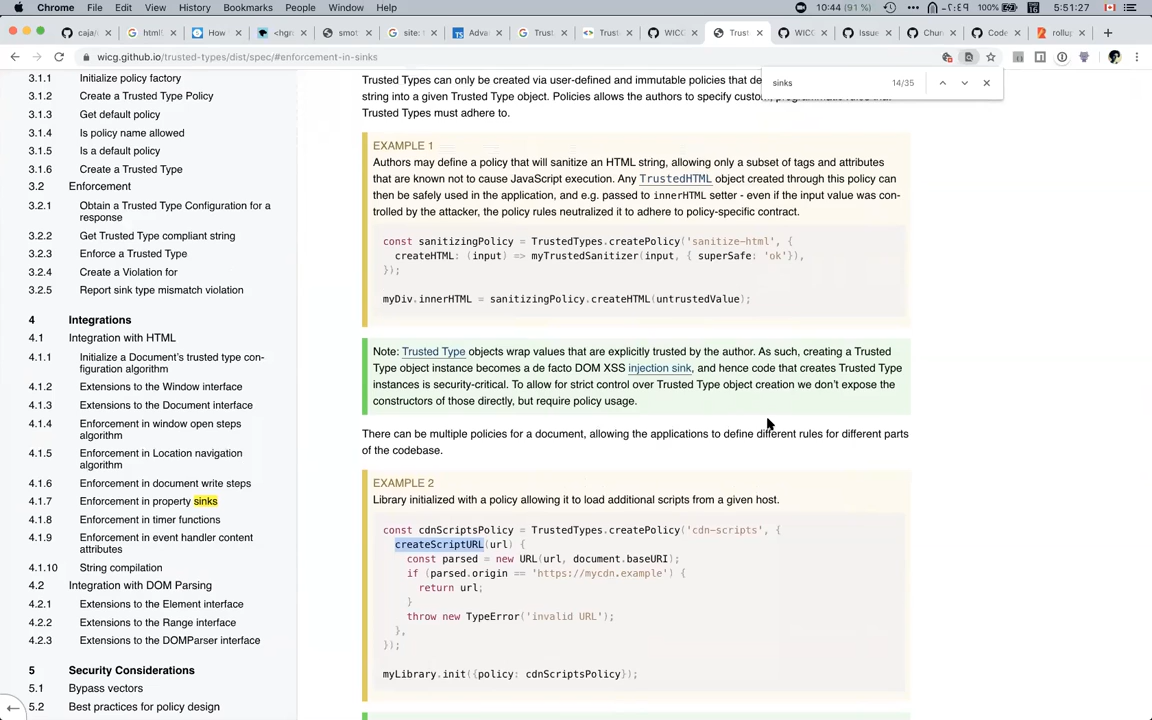 Chrome File Edit View History Bookmarks People Window Help 10:44 (91 %) 100% 5:51:27
caja/ html! How <hgn smot site: Adva Trust Trust WICG Trust WICG Issue Chun Code rollup
wicg.github.io/trusted-types/dist/spec/#enforcement-in-sinks
sinks 14/35
3.1.1 Initialize policy factory
3.1.2 Create a Trusted Type Policy
3.1.3 Get default policy
3.1.4 Is policy name allowed
3.1.5 Is a default policy
3.1.6 Create a Trusted Type
3.2 Enforcement
3.2.1 Obtain a Trusted Type Configuration for a
response
3.2.2 Get Trusted Type compliant string
3.2.3 Enforce a Trusted Type
3.2.4 Create a Violation for
3.2.5 Report sink type mismatch violation
4 Integrations
4.1 Integration with HTML
4.1.1 Initialize a Document's trusted type con-
figuration algorithm
4.1.2 Extensions to the Window interface
4.1.3 Extensions to the Document interface
4.1.4 Enforcement in window open steps
algorithm
4.1.5 Enforcement in Location navigation
algorithm
4.1.6 Enforcement in document write steps
4.1.7 Enforcement in property sinks
4.1.8 Enforcement in timer functions
4.1.9 Enforcement in event handler content
attributes
4.1.10 String compilation
4.2 Integration with DOM Parsing
4.2.1 Extensions to the Element interface
4.2.2 Extensions to the Range interface
4.2.3 Extensions to the DOMParser interface
5 Security Considerations
5.1 Bypass vectors
5.2 Best practices for policy design
Trusted Types can only be created via user-defined and immutable policies that de
string into a given Trusted Type object. Policies allows the authors to specify custom, programmatic rules that
Trusted Types must adhere to.
EXAMPLE 1
Authors may define a policy that will sanitize an HTML string, allowing only a subset of tags and attributes
that are known not to cause JavaScript execution. Any TrustedHTML object created through this policy can
then be safely used in the application, and e.g. passed to innerHTML setter - even if the input value was con-
trolled by the attacker, the policy rules neutralized it to adhere to policy-specific contract.
const sanitizingPolicy = TrustedTypes.createPolicy('sanitize-html', {
createHTML: (input) => myTrustedSanitizer(input, { superSafe: 'ok'}),
});
myDiv.innerHTML = sanitizingPolicy.createHTML(untrustedValue);
Note: Trusted Type objects wrap values that are explicitly trusted by the author. As such, creating a Trusted
Type object instance becomes a de facto DOM XSS injection sink, and hence code that creates Trusted Type
instances is security-critical. To allow for strict control over Trusted Type object creation we don't expose the
constructors of those directly, but require policy usage.
There can be multiple policies for a document, allowing the applications to define different rules for different parts
of the codebase.
EXAMPLE 2
Library initialized with a policy allowing it to load additional scripts from a given host.
const cdnScriptsPolicy = TrustedTypes.createPolicy('cdn-scripts', {
createScriptURL(url) {
const parsed = new URL(url, document.baseURI);
if (parsed.origin == 'https://mycdn.example') {
return url;
}
throw new TypeError('invalid URL');
},
});
myLibrary.init({policy: cdnScriptsPolicy});